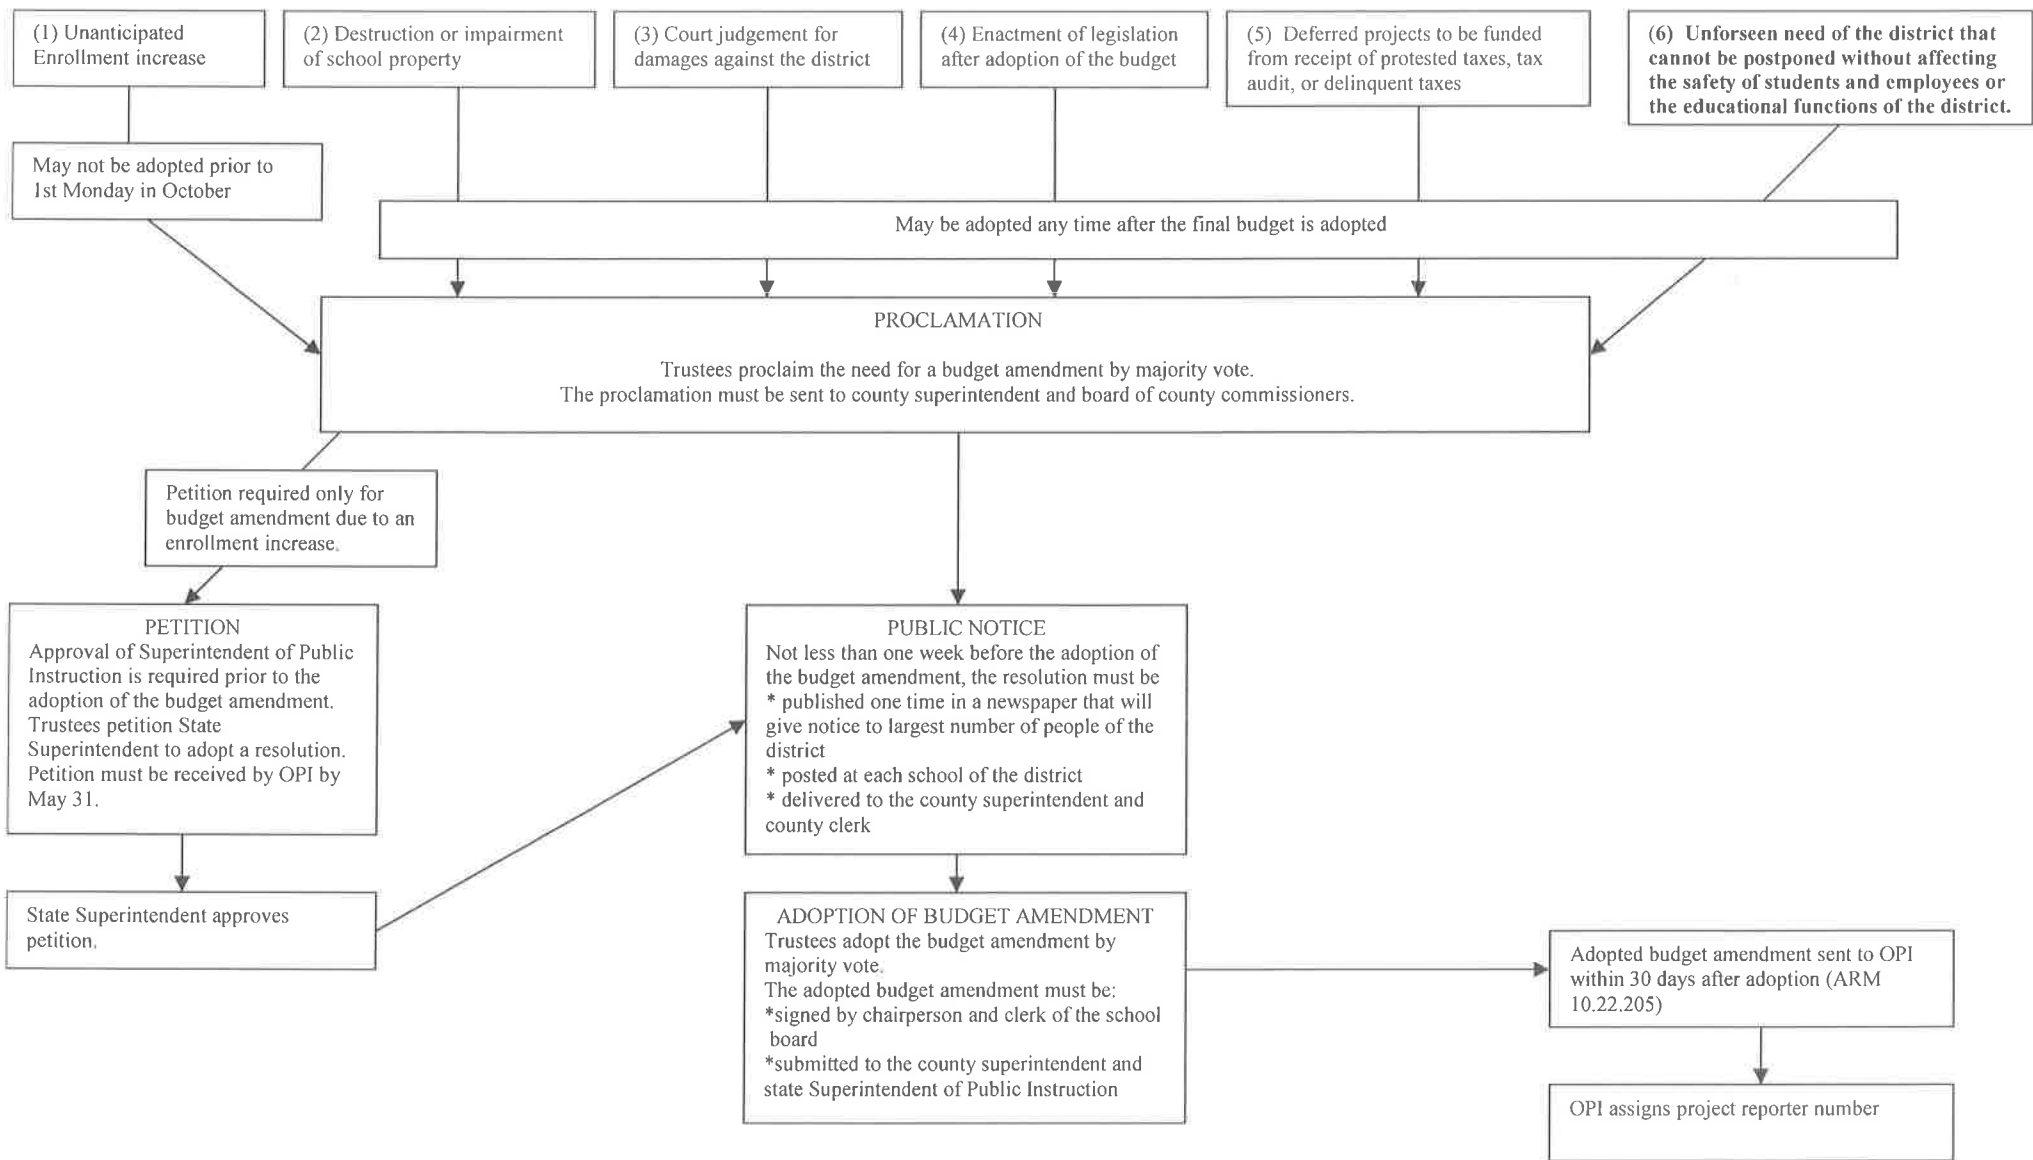 (1) Unanticipated
Enrollment increase
(2) Destruction or impairment
of school property
(3) Court judgement for
damages against the district
(4) Enactment of legislation
after adoption of the budget
(5) Deferred projects to be funded
from receipt of protested taxes, tax
audit, or delinquent taxes
(6) Unforseen need of the district that
cannot be postponed without affecting
the safety of students and employees or
the educational functions of the district.
May not be adopted prior to
1st Monday in October
May be adopted any time after the final budget is adopted
PROCLAMATION
Trustees proclaim the need for a budget amendment by majority vote.
The proclamation must be sent to county superintendent and board of county commissioners.
Petition required only for
budget amendment due to an
enrollment increase.
PETITION
Approval of Superintendent of Public
Instruction is required prior to the
adoption of the budget amendment.
Trustees petition State
Superintendent to adopt a resolution.
Petition must be received by OPI by
May 31.
State Superintendent approves
petition.
PUBLIC NOTICE
Not less than one week before the adoption of
the budget amendment, the resolution must be
* published one time in a newspaper that will
give notice to largest number of people of the
district
* posted at each school of the district
* delivered to the county superintendent and
county clerk
ADOPTION OF BUDGET AMENDMENT
Trustees adopt the budget amendment by
majority vote.
The adopted budget amendment must be:
*signed by chairperson and clerk of the school
board
*submitted to the county superintendent and
state Superintendent of Public Instruction
Adopted budget amendment sent to OPI
within 30 days after adoption (ARM
10.22.205)
OPI assigns project reporter number